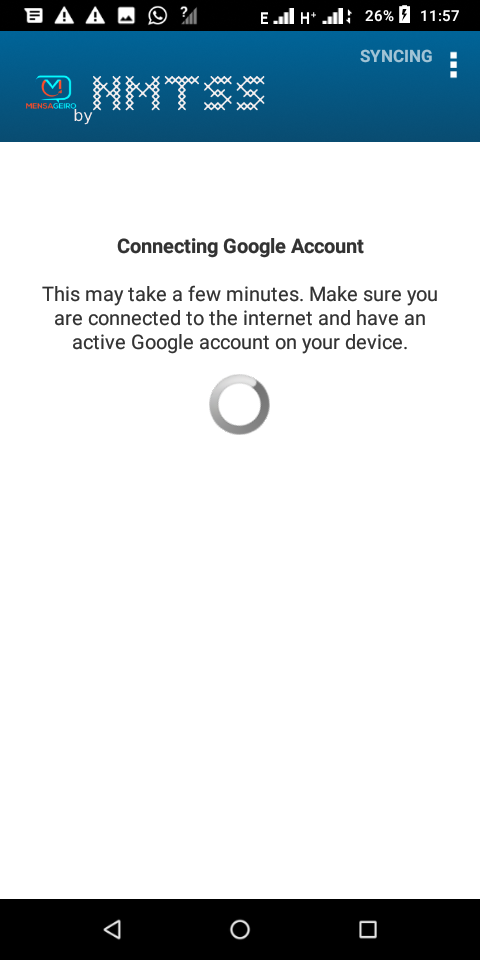 E H+ 26% 11:57
SYNCING
MENSAGEIRO
by NMTSS
Connecting Google Account
This may take a few minutes. Make sure you
are connected to the internet and have an
active Google account on your device.